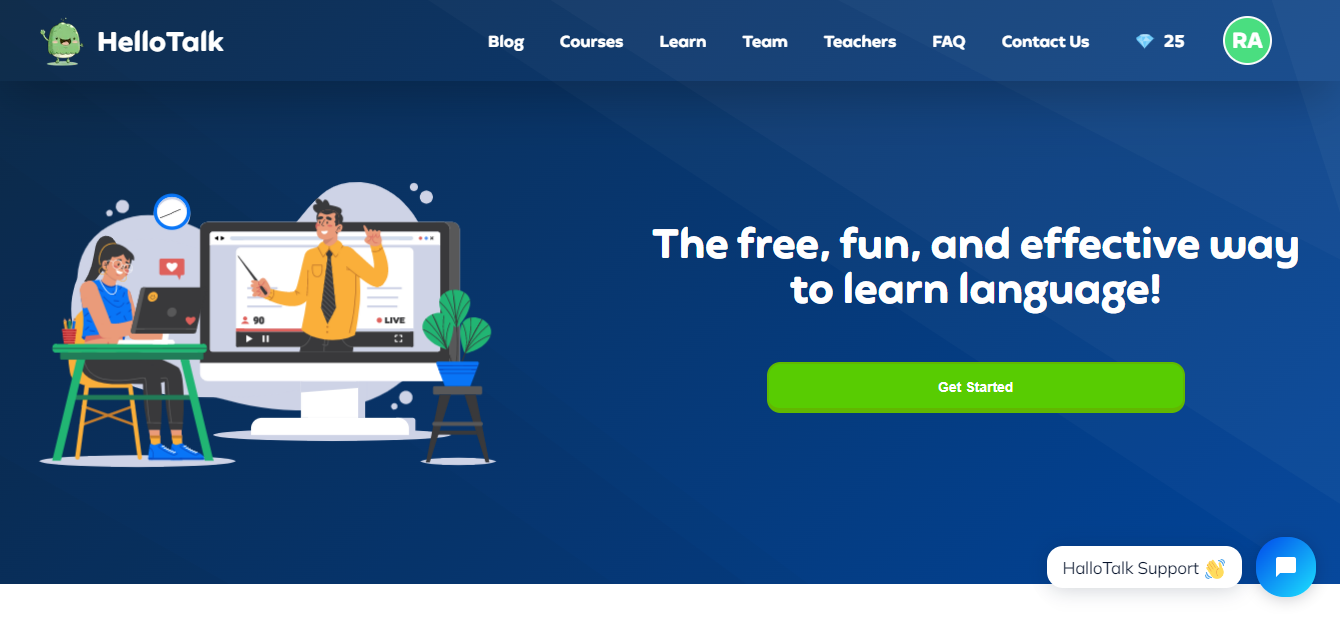 HelloTalk
Blog Courses Learn Team Teachers FAQ Contact Us 25 RA
90 LIVE
The free, fun, and effective way
to learn language!
Get Started
HalloTalk Support 👋